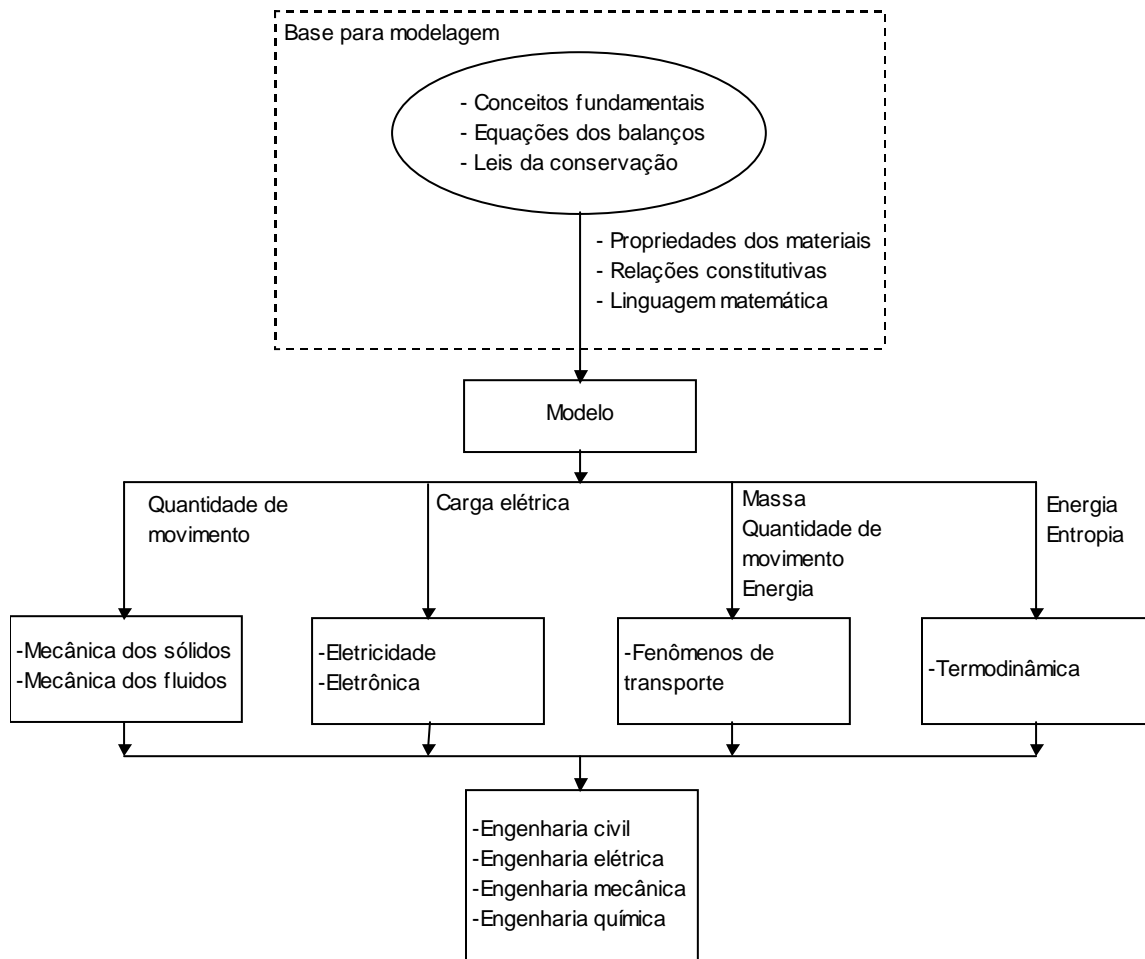 Base para modelagem
- Conceitos fundamentais
- Equações dos balanços
- Leis da conservação
- Propriedades dos materiais
- Relações constitutivas
- Linguagem matemática
Modelo
Quantidade de
movimento
Carga elétrica
Massa
Quantidade de
movimento
Energia
Energia
Entropia
-Mecânica dos sólidos
-Mecânica dos fluidos
-Eletricidade
-Eletrônica
-Fenômenos de
transporte
-Termodinâmica
-Engenharia civil
-Engenharia elétrica
-Engenharia mecânica
-Engenharia química